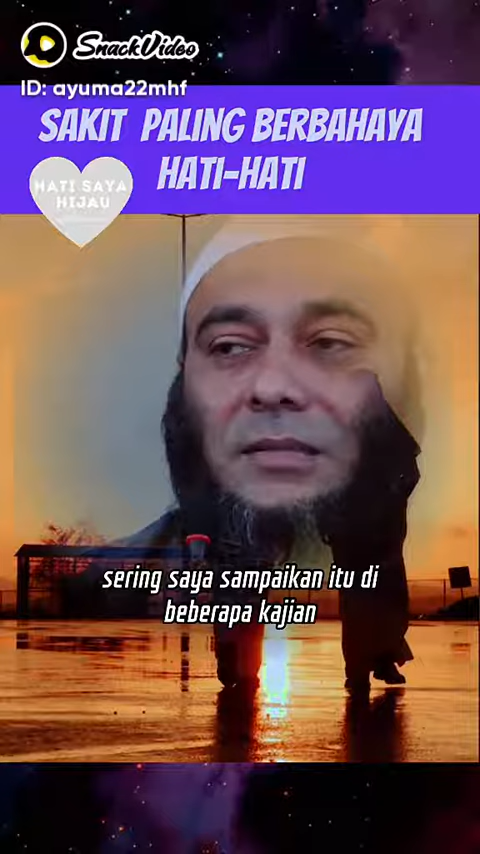 SnackVideo
ID: ayuma22mhf
SAKIT PALING BERBAHAYA
HATI-HATI
HATI SAYA
HIJAU
sering saya sampaikan itu di
beberapa kajian